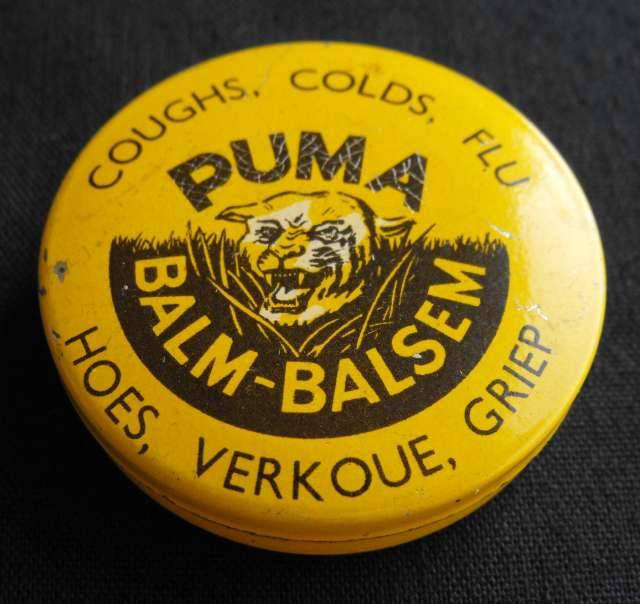 COUGHS, COLDS, FLU
PUMA
BALM-BALSEM
HOES, VERKOUE, GRIEP